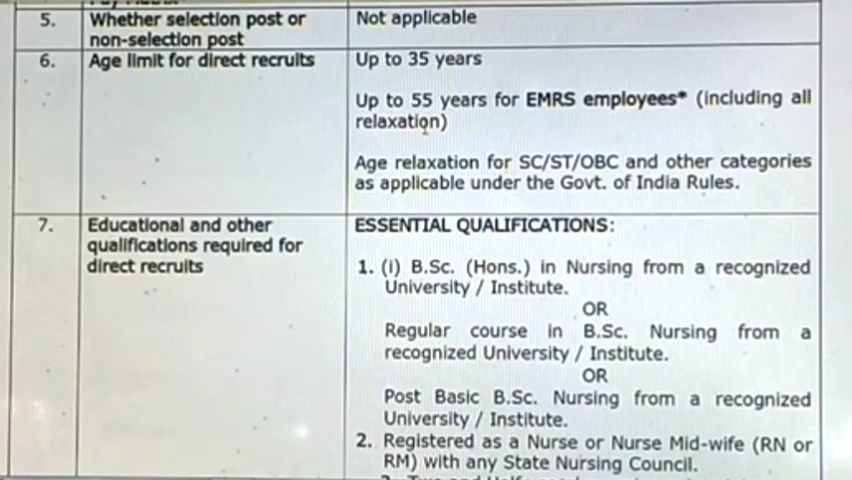 5. Whether selection post or Not applicable
non-selection post
6. Age limit for direct recruits Up to 35 years
Up to 55 years for EMRS employees* (including all
relaxation)
Age relaxation for SC/ST/OBC and other categories
as applicable under the Govt. of India Rules.
7. Educational and other
qualifications required for
direct recruits
ESSENTIAL QUALIFICATIONS:
1. (i) B.Sc. (Hons.) in Nursing from a recognized
University / Institute.
OR
Regular course in B.Sc. Nursing from a
recognized University / Institute.
OR
Post Basic B.Sc. Nursing from a recognized
University / Institute.
2. Registered as a Nurse or Nurse Mid-wife (RN or
RM) with any State Nursing Council.